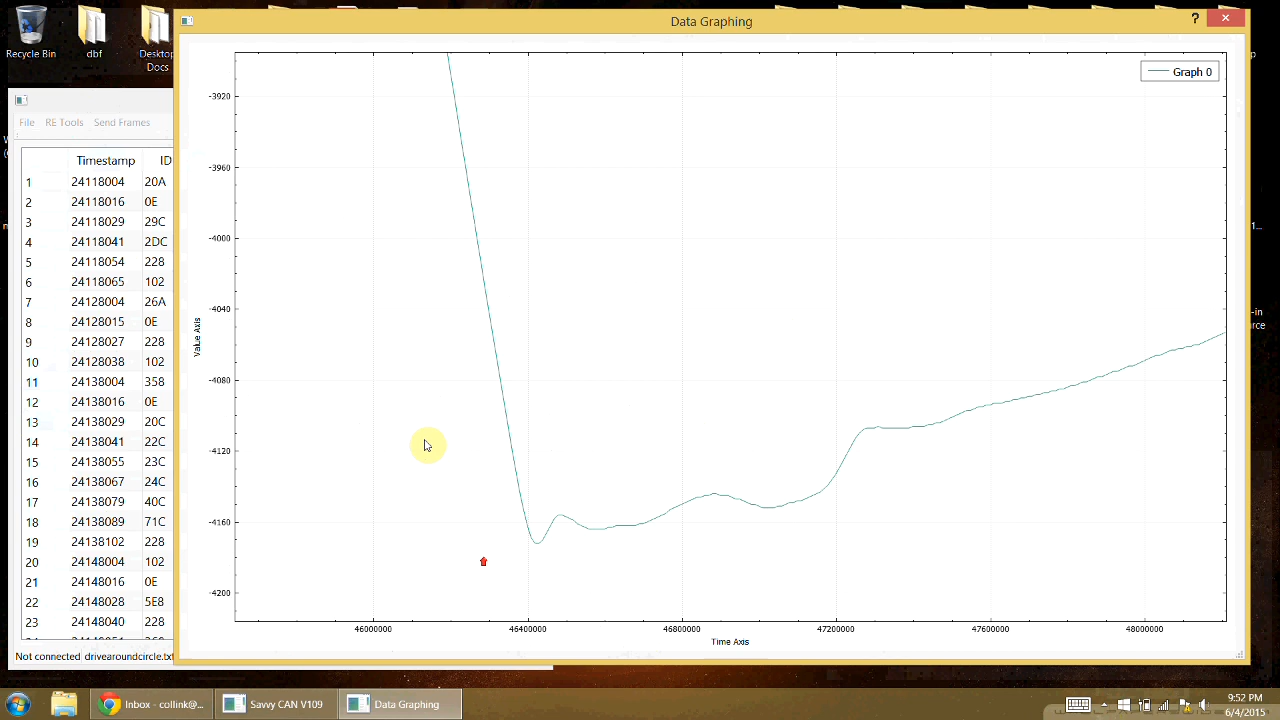 Data Graphing
?
Recycle Bin
dbf
Desktop
Docs
File RE Tools Send Frames
Timestamp ID
1 24118004 20A
2 24118016 0E
3 24118029 29C
4 24118041 2DC
5 24118054 228
6 24118065 102
7 24128004 26A
8 24128015 0E
9 24128027 228
10 24128038 102
11 24138004 358
12 24138016 0E
13 24138029 20C
14 24138041 22C
15 24138055 23C
16 24138067 24C
17 24138079 40C
18 24138089 71C
19 24138102 228
20 24148004 102
21 24148016 0E
22 24148028 5E8
23 24148040 228
Not connected drivearoundcircle.txt
Graph 0
-3920
-3960
-4000
-4040
-4080
-4120
-4160
-4200
Value Axis
46000000 46400000 46800000 47200000 47600000 48000000
Time Axis
Inbox - collink@...
Savvy CAN V109
Data Graphing
9:52 PM
6/4/2015